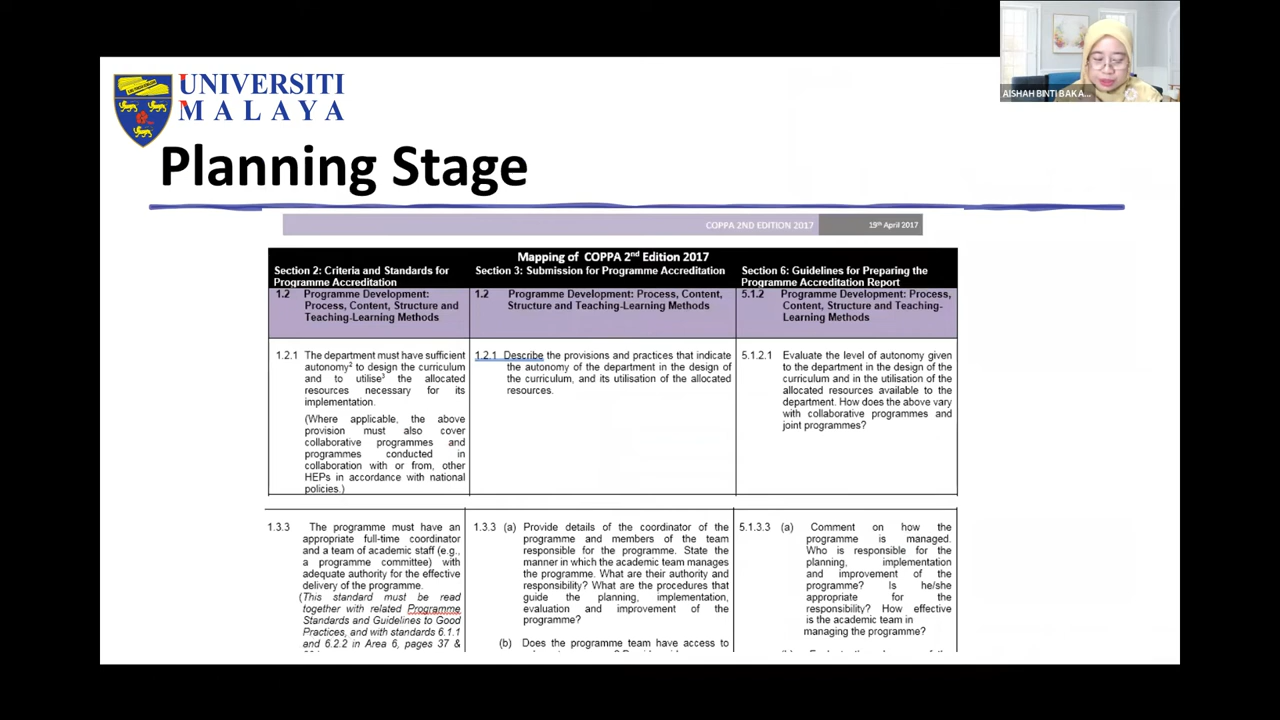 UNIVERSITI
MALAYA
AISHAH BINTI BAKA...
Planning Stage
COPPA 2ND EDITION 2017
19th April 2017
Mapping of COPPA 2nd Edition 2017
Section 2: Criteria and Standards for
Programme Accreditation
Section 3: Submission for Programme Accreditation
Section 6: Guidelines for Preparing the
Programme Accreditation Report
1.2 Programme Development:
Process, Content, Structure and
Teaching-Learning Methods
1.2 Programme Development: Process, Content,
Structure and Teaching-Learning Methods
5.1.2 Programme Development: Process,
Content, Structure and Teaching-
Learning Methods
1.2.1 The department must have sufficient
autonomy2 to design the curriculum
and to utilise3 the allocated
resources necessary for its
implementation.
(Where applicable, the above
provision must also cover
collaborative programmes and
programmes conducted in
collaboration with or from, other
HEPs in accordance with national
policies.)
1.2.1 Describe the provisions and practices that indicate
the autonomy of the department in the design of
the curriculum, and its utilisation of the allocated
resources.
5.1.2.1 Evaluate the level of autonomy given
to the department in the design of the
curriculum and in the utilisation of the
allocated resources available to the
department. How does the above vary
with collaborative programmes and
joint programmes?
1.3.3 The programme must have an
appropriate full-time coordinator
and a team of academic staff (e.g.,
a programme committee) with
adequate authority for the effective
delivery of the programme.
(This standard must be read
together with related Programme
Standards and Guidelines to Good
Practices, and with standards 6.1.1
and 6.2.2 in Area 6, pages 37 &
1.3.3 (a) Provide details of the coordinator of the
programme and members of the team
responsible for the programme. State the
manner in which the academic team manages
the programme. What are their authority and
responsibility? What are the procedures that
guide the planning, implementation,
evaluation and improvement of the
programme?
(b) Does the programme team have access to
5.1.3.3 (a) Comment on how the
programme is managed.
Who is responsible for the
planning, implementation
and improvement of the
programme? Is he/she
appropriate for the
responsibility? How effective
is the academic team in
managing the programme?